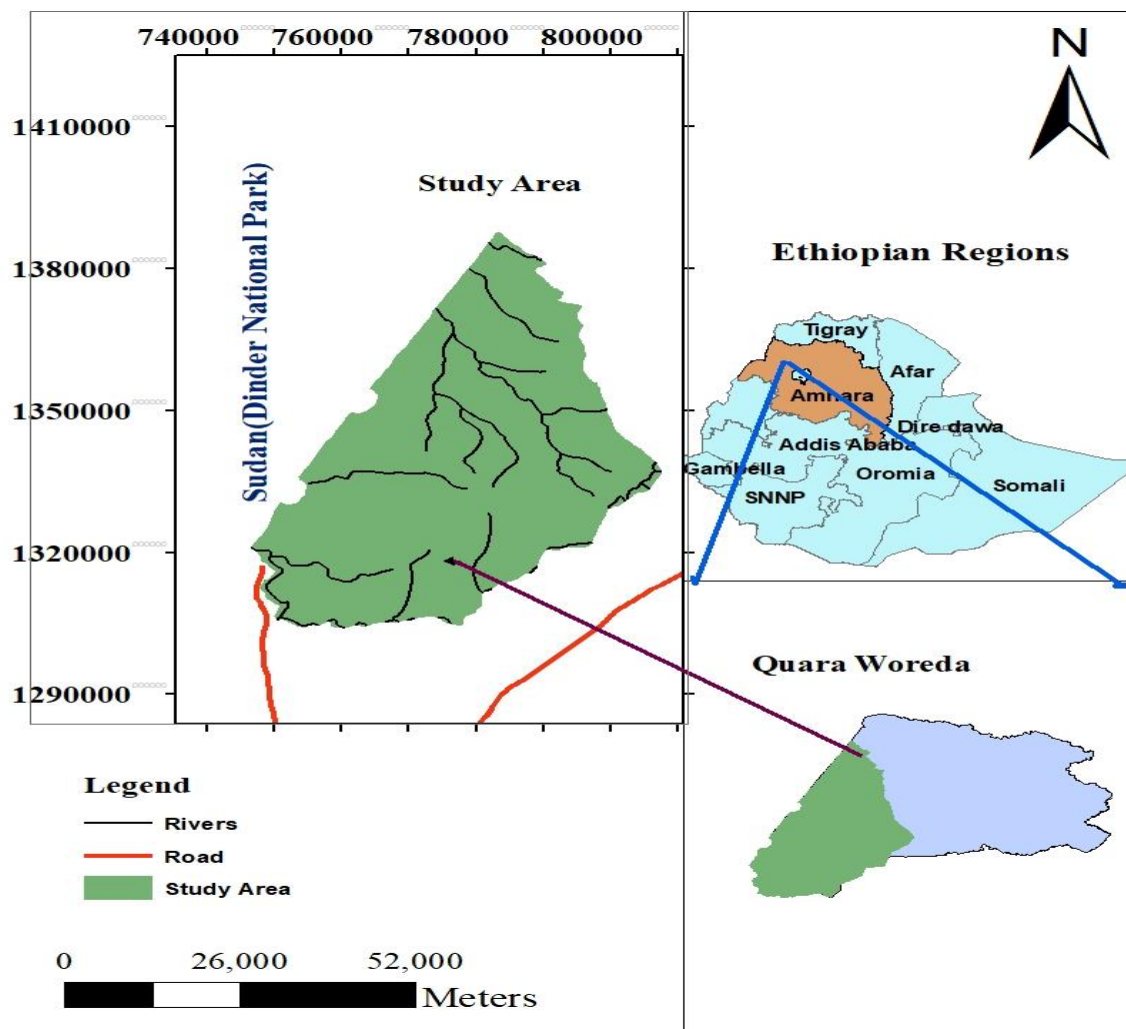 740000 760000 780000 800000
N
1410000
Sudan(Dinder National Park)
Study Area
1380000
Ethiopian Regions
Tigray
Afar
1350000
Amhara
Dire dawa
Addis Ababa
Gambella
Oromia
Somali
SNNP
1320000
Quara Woreda
1290000
Legend
Rivers
Road
Study Area
0 26,000 52,000
Meters